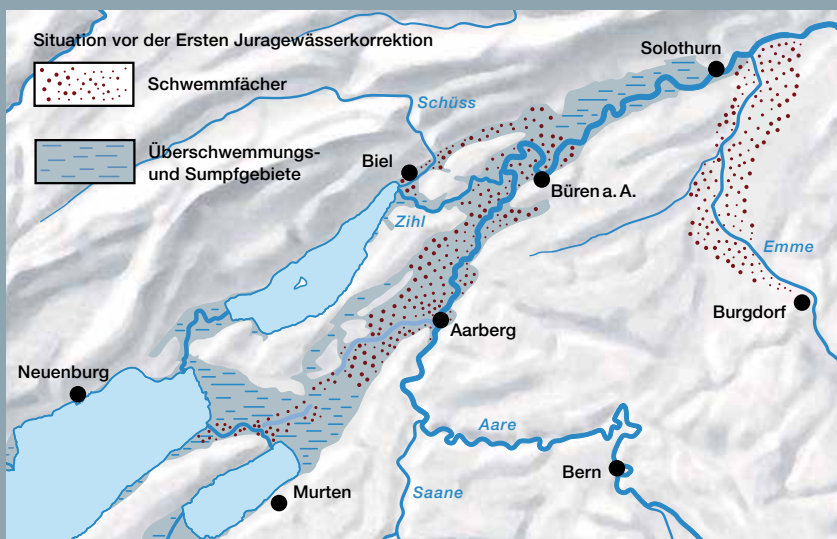 Situation vor der Ersten Juragewässerkorrektion
Schwemmfächer
Überschwemmungs-
und Sumpfgebiete
Solothurn
Schüss
Biel
Büren a. A.
Zihl
Emme
Burgdorf
Aarberg
Neuenburg
Aare
Bern
Saane
Murten